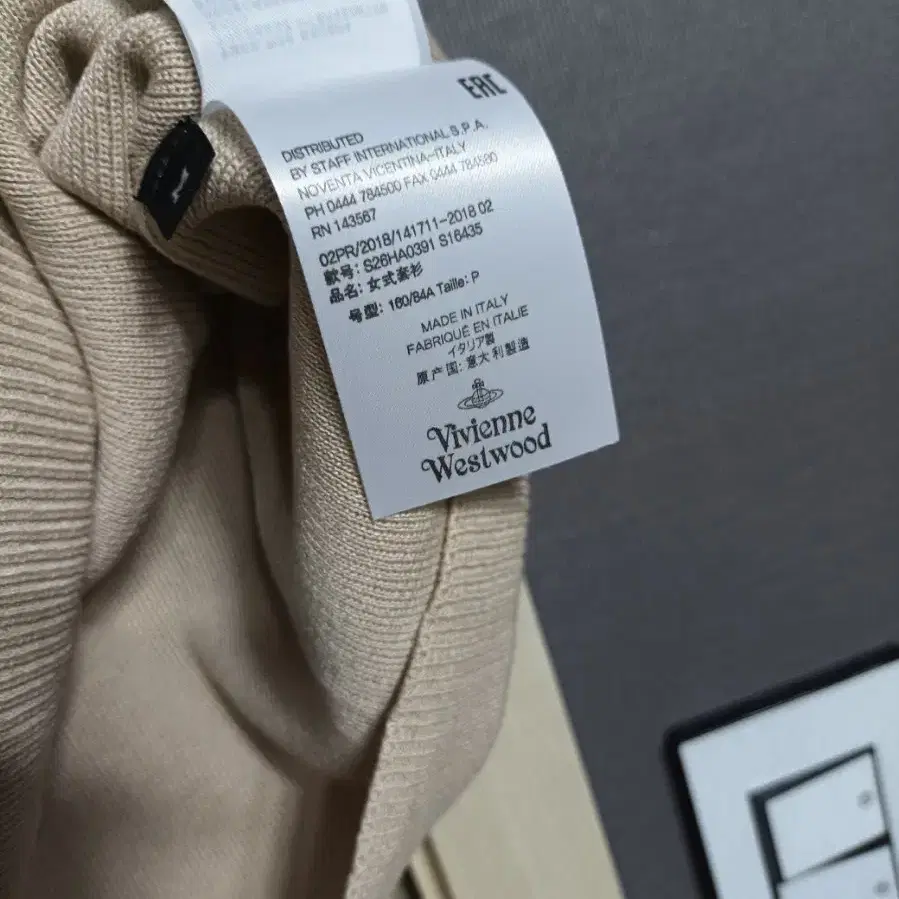 EAC
DISTRIBUTED
BY STAFF INTERNATIONAL S.P.A.
NOVENTA VICENTINA-ITALY
PH 0444 784500 FAX 0444 784590
RN 143567
02PR/2018/141711-2018 02
款号: S26HA0391 S16435
品名: 女式套衫
号型: 160/84A Taille: P
MADE IN ITALY
FABRIQUÉ EN ITALIE
イタリア製
原产国: 意大利製造
Vivienne
Westwood